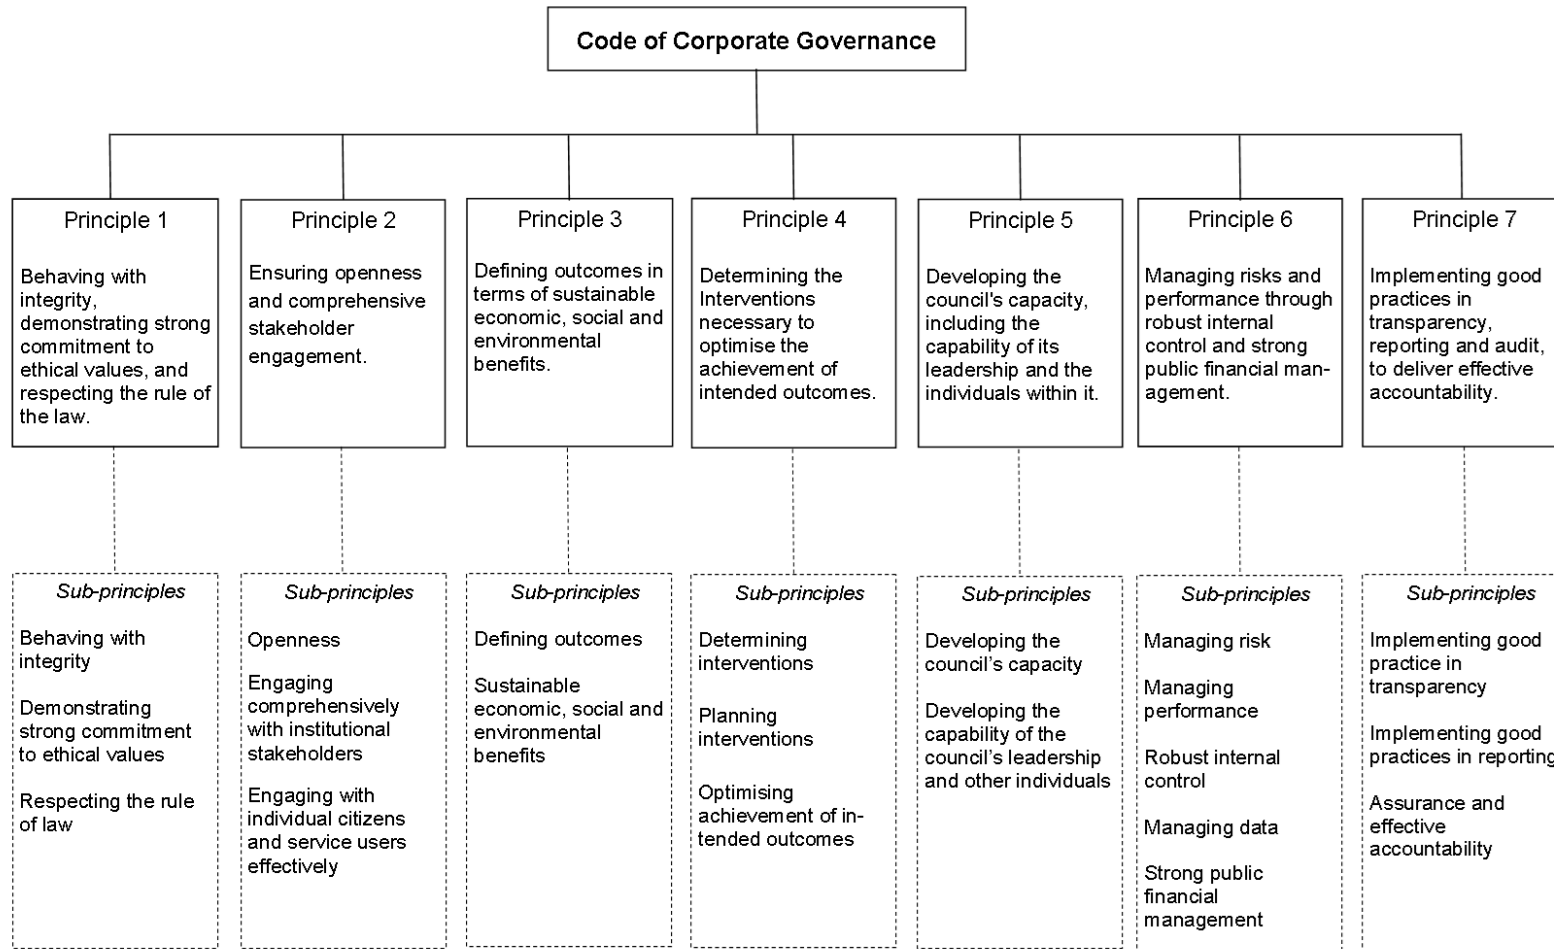 Code of Corporate Governance
Principle 1
Behaving with
integrity,
demonstrating strong
commitment to
ethical values, and
respecting the rule of
the law.
Principle 2
Ensuring openness
and comprehensive
stakeholder
engagement.
Principle 3
Defining outcomes in
terms of sustainable
economic, social and
environmental
benefits.
Principle 4
Determining the
Interventions
necessary to
optimise the
achievement of
intended outcomes.
Principle 5
Developing the
council's capacity,
including the
capability of its
leadership and the
individuals within it.
Principle 6
Managing risks and
performance through
robust internal
control and strong
public financial man-
agement.
Principle 7
Implementing good
practices in
transparency,
reporting and audit,
to deliver effective
accountability.
Sub-principles
Behaving with
integrity
Demonstrating
strong commitment
to ethical values
Respecting the rule
of law
Sub-principles
Openness
Engaging
comprehensively
with institutional
stakeholders
Engaging with
individual citizens
and service users
effectively
Sub-principles
Defining outcomes
Sustainable
economic, social and
environmental
benefits
Sub-principles
Determining
interventions
Planning
interventions
Optimising
achievement of in-
tended outcomes
Sub-principles
Developing the
council's capacity
Developing the
capability of the
council's leadership
and other individuals
Sub-principles
Managing risk
Managing
performance
Robust internal
control
Managing data
Strong public
financial
management
Sub-principles
Implementing good
practice in
transparency
Implementing good
practices in reporting
Assurance and
effective
accountability